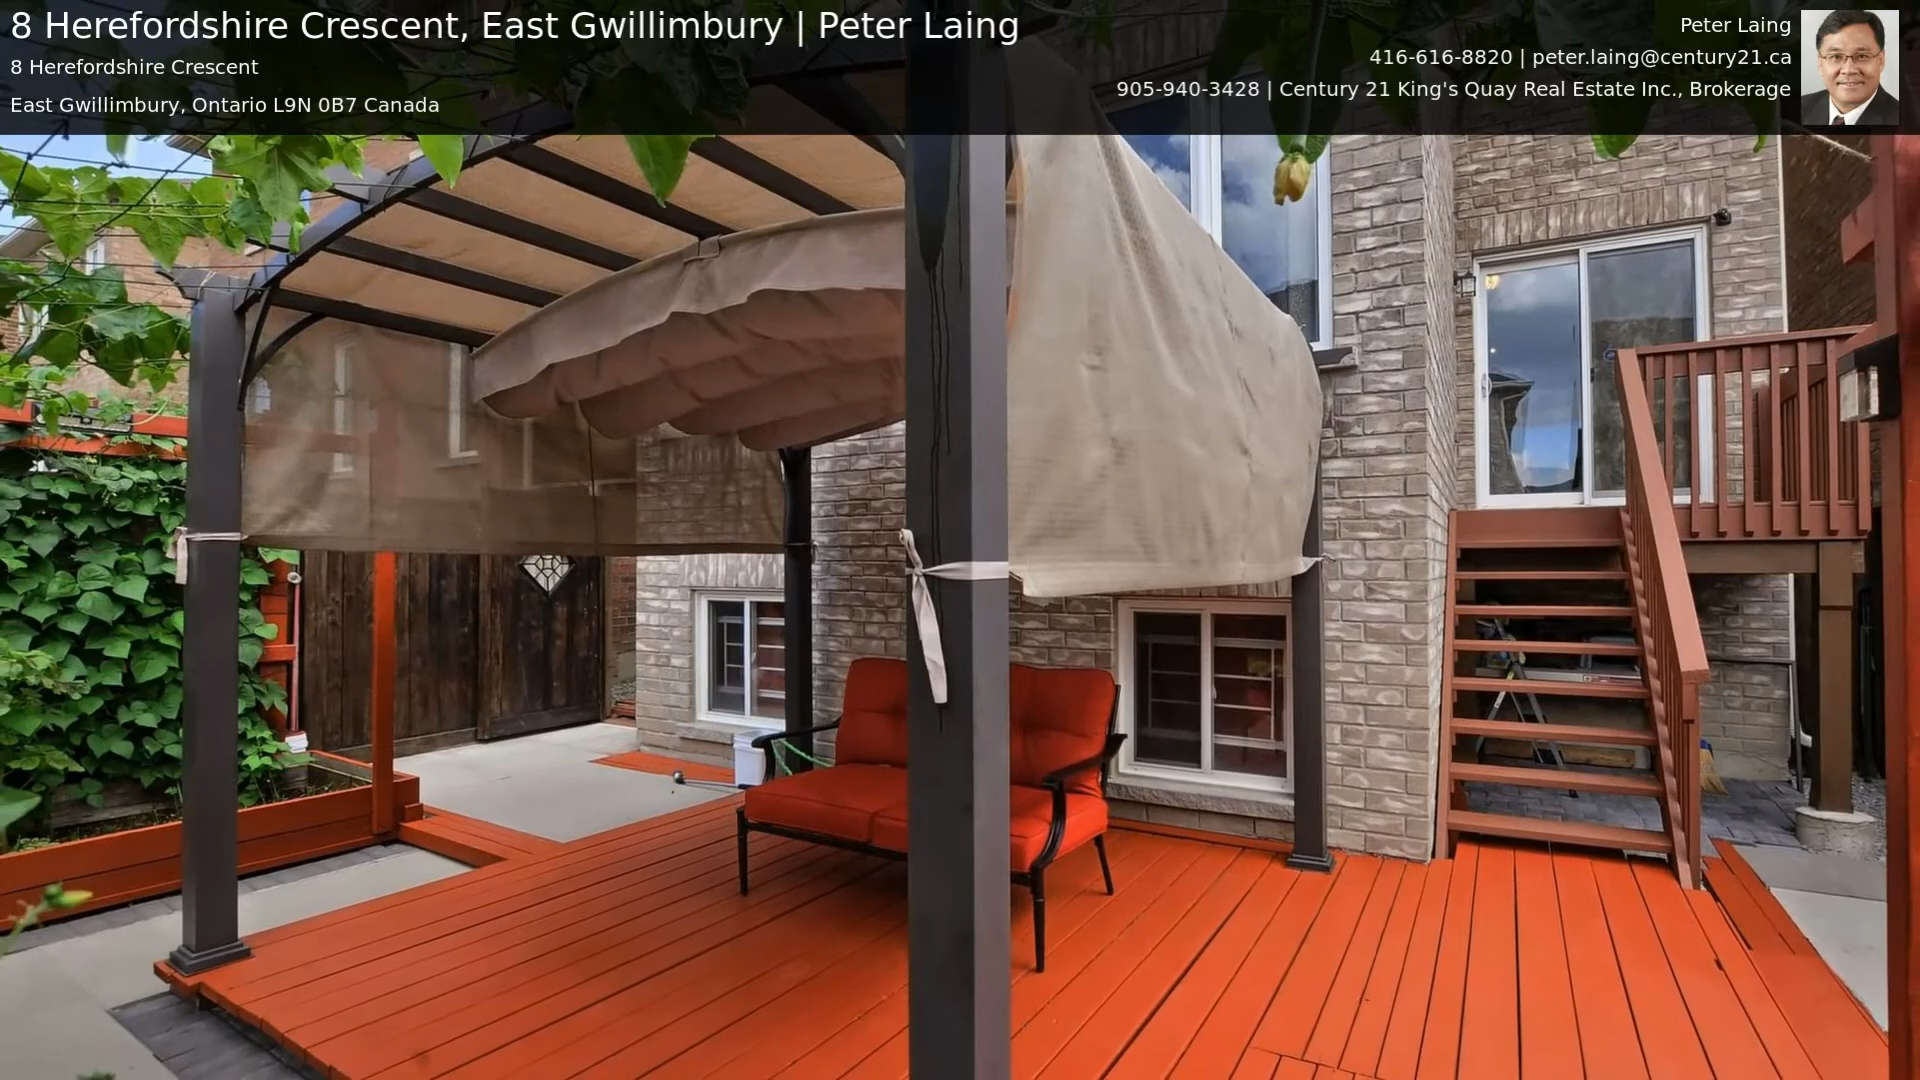 8 Herefordshire Crescent, East Gwillimbury | Peter Laing
8 Herefordshire Crescent
East Gwillimbury, Ontario L9N 0B7 Canada
Peter Laing
416-616-8820 | peter.laing@century21.ca
905-940-3428 | Century 21 King's Quay Real Estate Inc., Brokerage